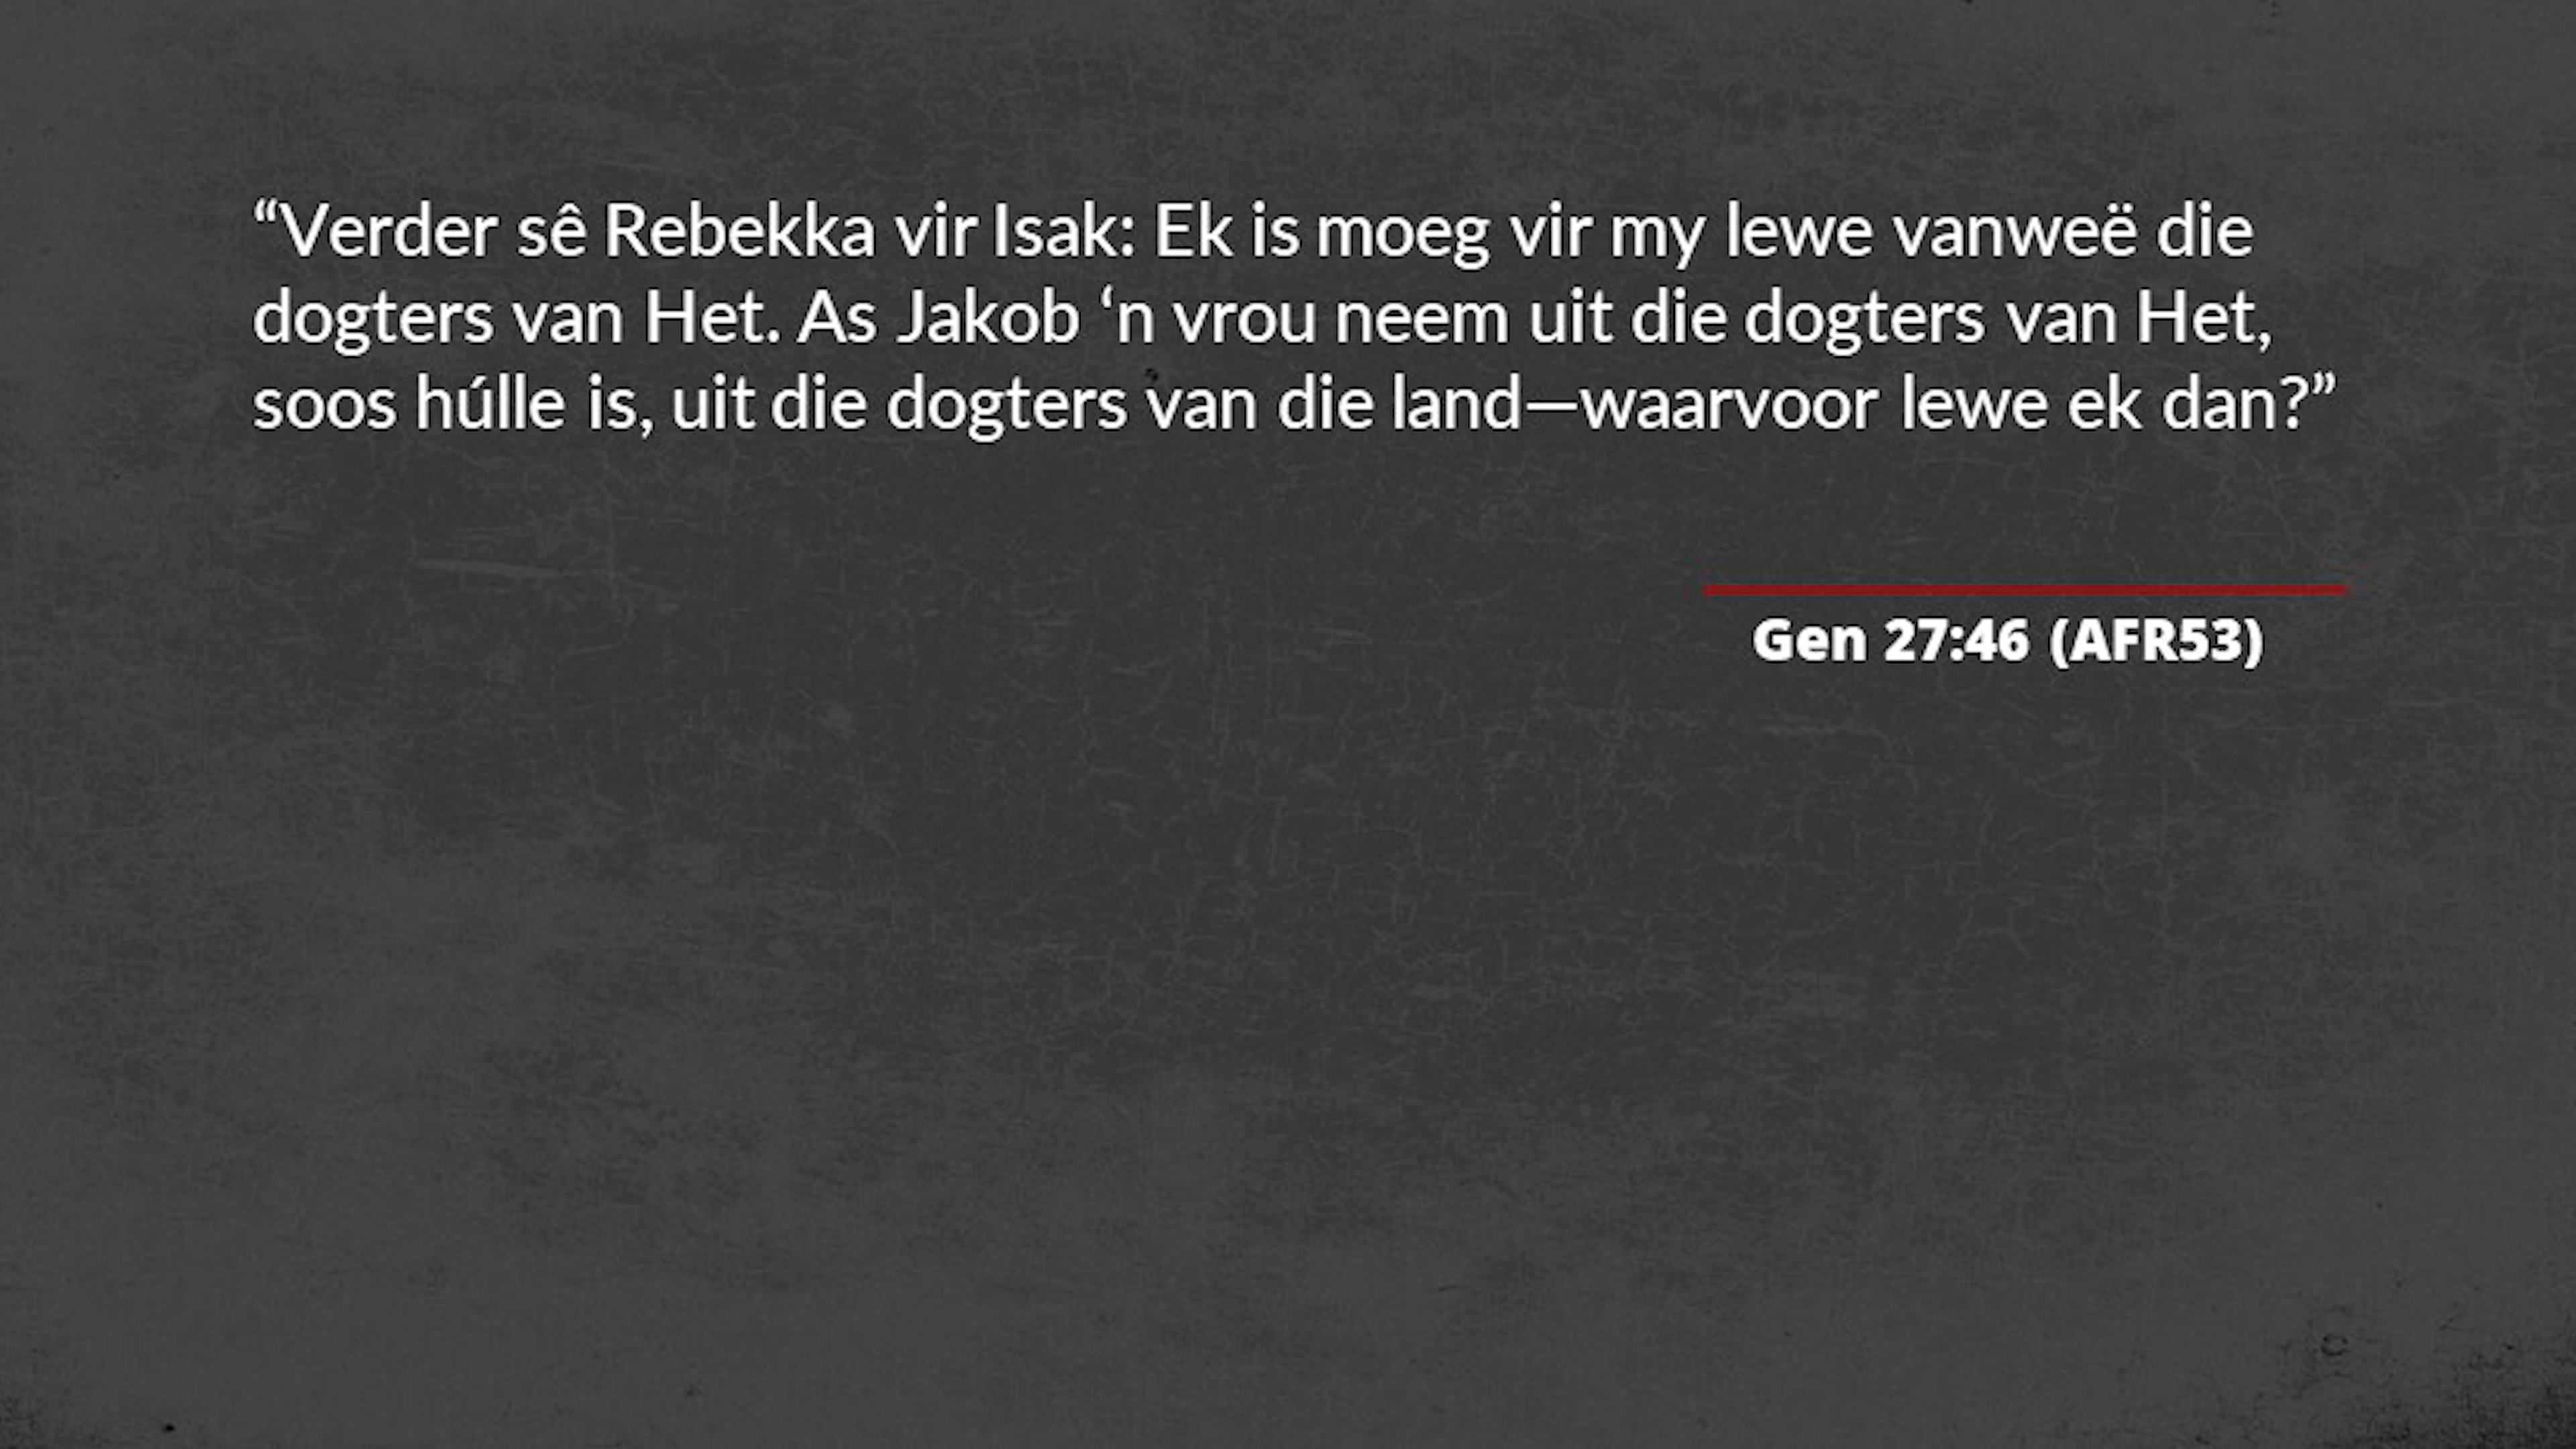 “Verder sê Rebekka vir Isak: Ek is moeg vir my lewe vanweë die
dogters van Het. As Jakob ‘n vrou neem uit die dogters van Het,
soos húlle is, uit die dogters van die land—waarvoor lewe ek dan?”
Gen 27:46 (AFR53)